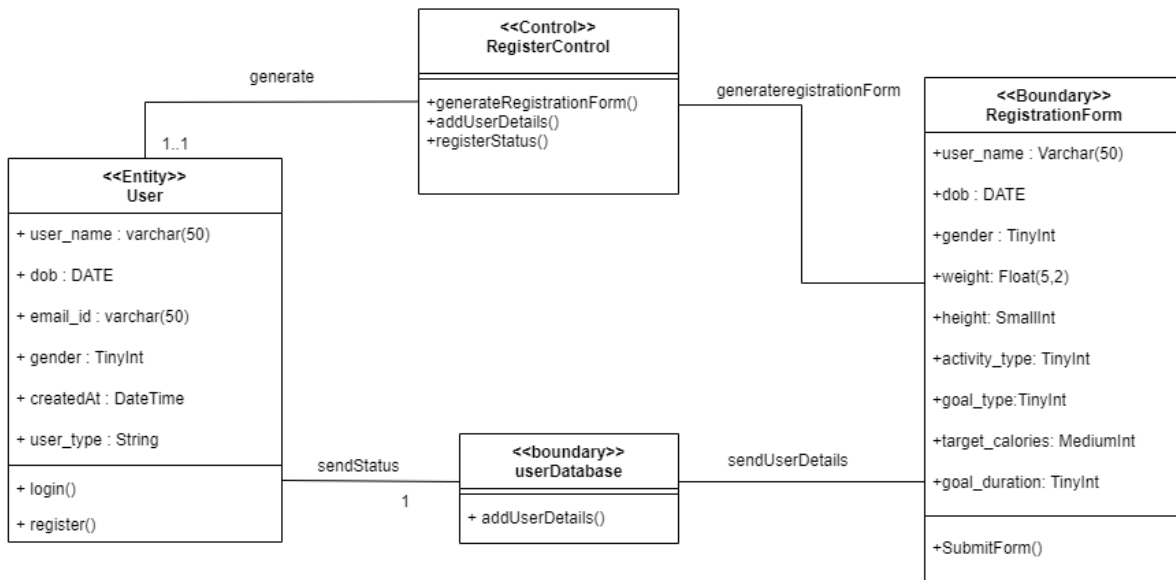 <<Control>>
RegisterControl
+generateRegistrationForm()
+addUserDetails()
+registerStatus()
generate
1..1
generateregistrationForm
<<Entity>>
User
+ user_name : varchar(50)
+ dob : DATE
+ email_id : varchar(50)
+ gender : TinyInt
+ createdAt : DateTime
+ user_type : String
+ login()
+ register()
sendStatus
1
<<boundary>>
userDatabase
+ addUserDetails()
sendUserDetails
<<Boundary>>
RegistrationForm
+user_name : Varchar(50)
+dob : DATE
+gender : TinyInt
+weight: Float(5,2)
+height: SmallInt
+activity_type: TinyInt
+goal_type:TinyInt
+target_calories: MediumInt
+goal_duration: TinyInt
+SubmitForm()